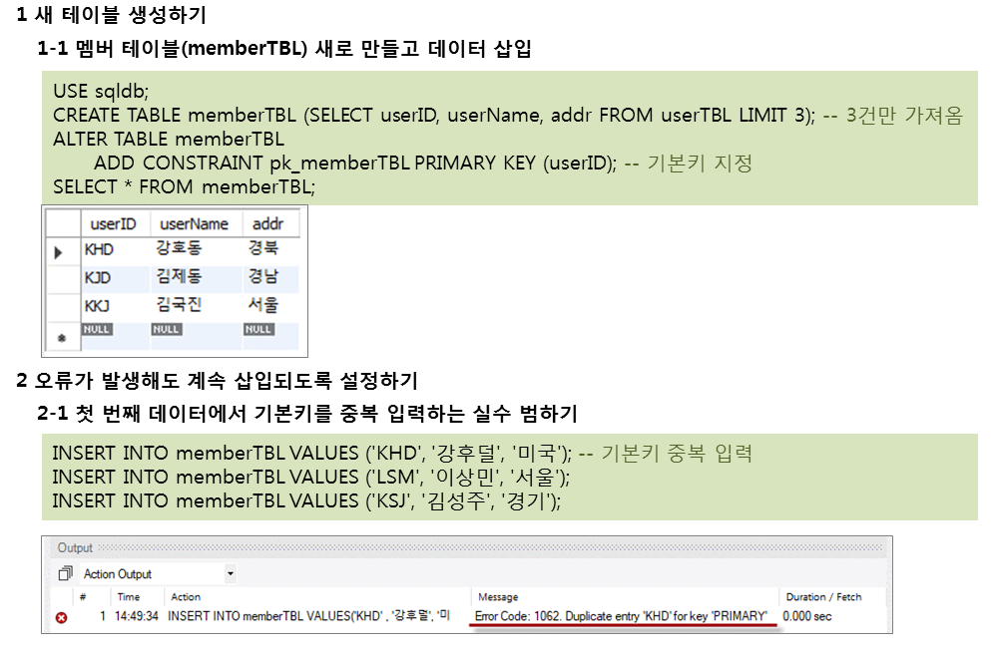 1 새 테이블 생성하기
1-1 멤버 테이블(memberTBL) 새로 만들고 데이터 삽입
USE sqldb;
CREATE TABLE memberTBL (SELECT userID, userName, addr FROM userTBL LIMIT 3); -- 3건만 가져옴
ALTER TABLE memberTBL
ADD CONSTRAINT pk_memberTBL PRIMARY KEY (userID); -- 기본키 지정
SELECT * FROM memberTBL;
userID userName addr
KHD 강호동 경북
KJD 김제동 경남
KKJ 김국진 서울
* NULL NULL NULL
2 오류가 발생해도 계속 삽입되도록 설정하기
2-1 첫 번째 데이터에서 기본키를 중복 입력하는 실수 범하기
INSERT INTO memberTBL VALUES ('KHD', '강후덜', '미국'); -- 기본키 중복 입력
INSERT INTO memberTBL VALUES ('LSM', '이상민', '서울');
INSERT INTO memberTBL VALUES ('KSJ', '김성주', '경기');
Output
Action Output
# Time Action Message Duration / Fetch
1 14:49:34 INSERT INTO memberTBL VALUES('KHD' , '강후덜', '미 Error Code: 1062. Duplicate entry 'KHD' for key 'PRIMARY' 0.000 sec